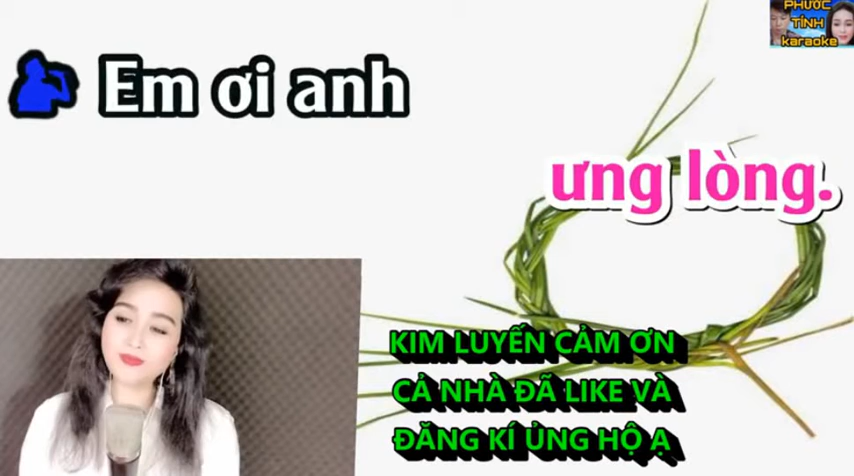 PHƯỚC
TÌNH
karaoke
Em ơi anh
ưng lòng.
KIM LUYẾN CẢM ƠN
CẢ NHÀ ĐÃ LIKE VÀ
ĐĂNG KÍ ỦNG HỘ Ạ